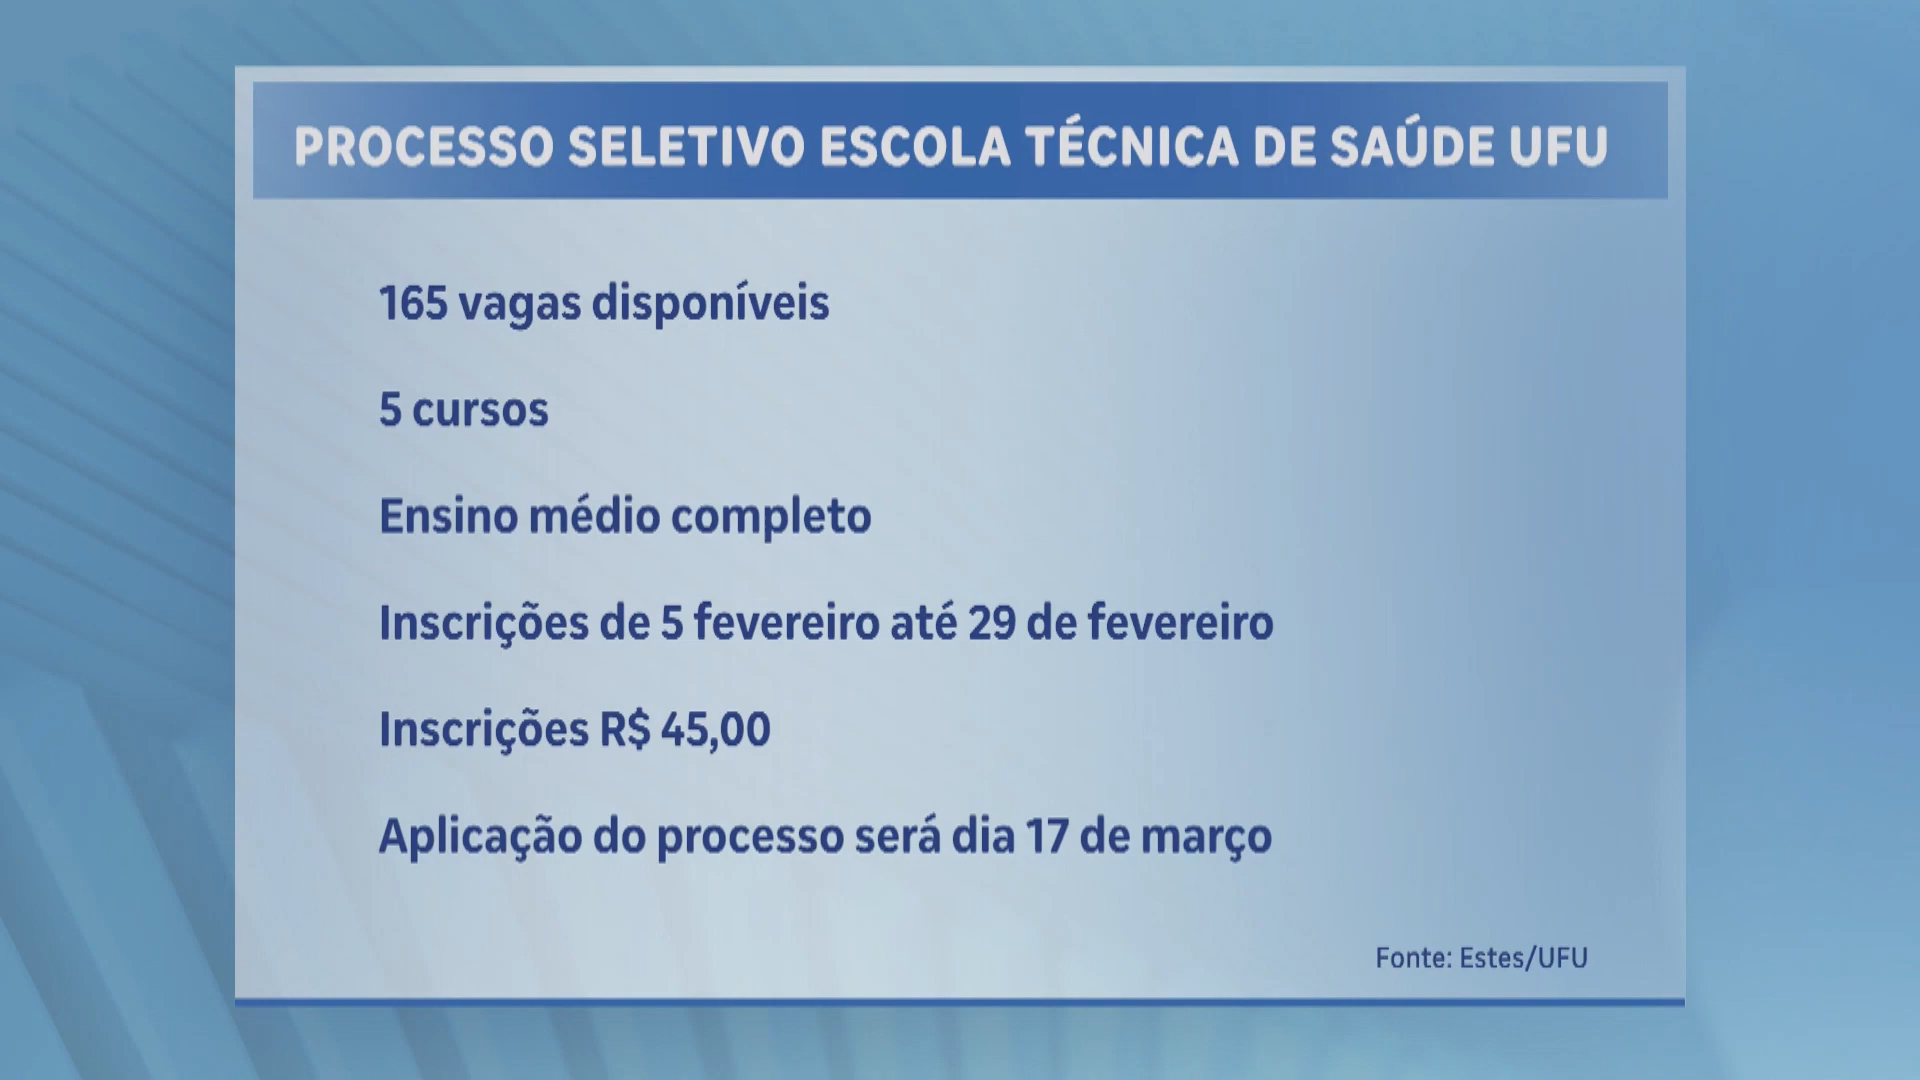 PROCESSO SELETIVO ESCOLA TÉCNICA DE SAÚDE UFU
165 vagas disponíveis
5 cursos
Ensino médio completo
Inscrições de 5 fevereiro até 29 de fevereiro
Inscrições R$ 45,00
Aplicação do processo será dia 17 de março
Fonte: Estes/UFU